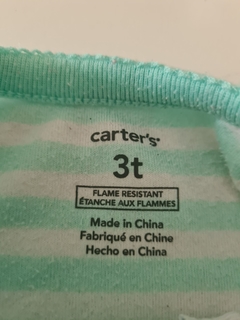 carter's®
3t
FLAME RESISTANT
ÉTANCHE AUX FLAMMES
Made in China
Fabriqué en Chine
Hecho en China